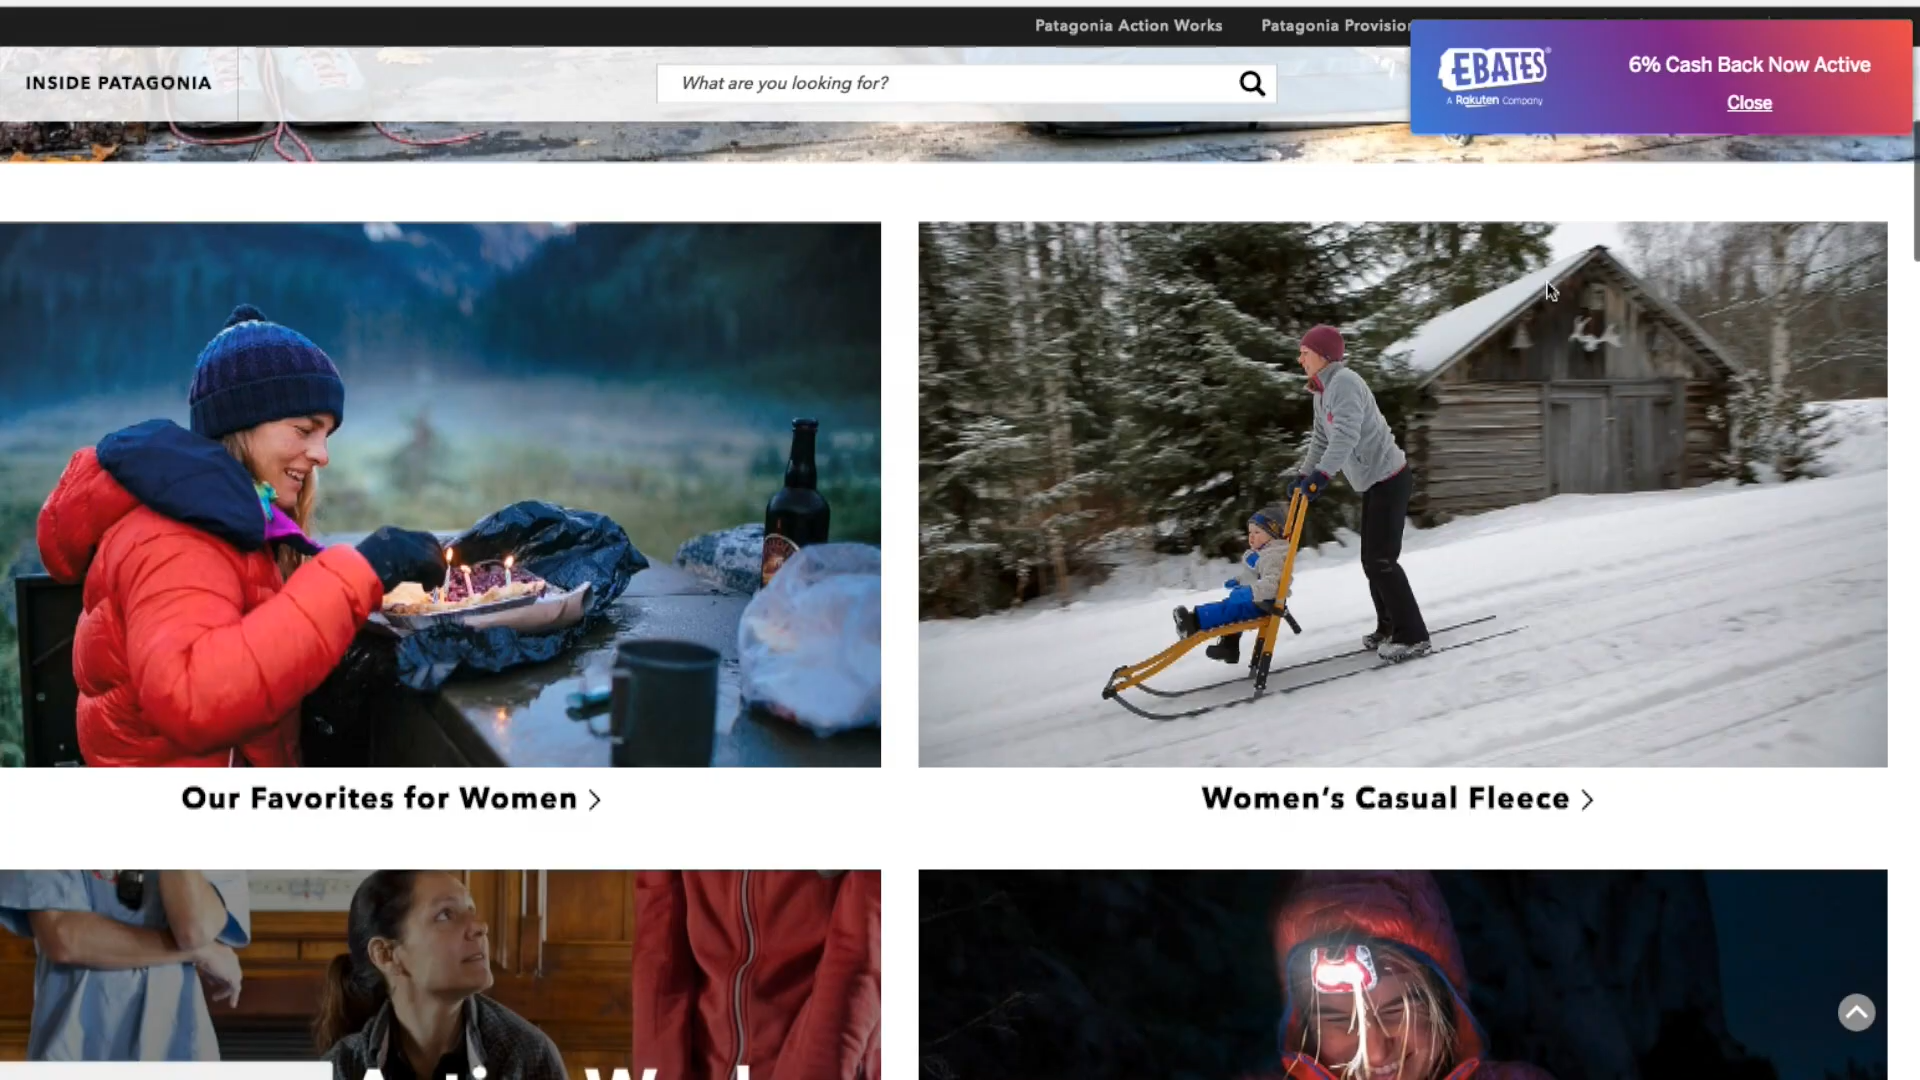 Patagonia Action Works
INSIDE PATAGONIA
What are you looking for?
EBATES
A Rakuten Company
6% Cash Back Now Active
Close
Our Favorites for Women
Women's Casual Fleece